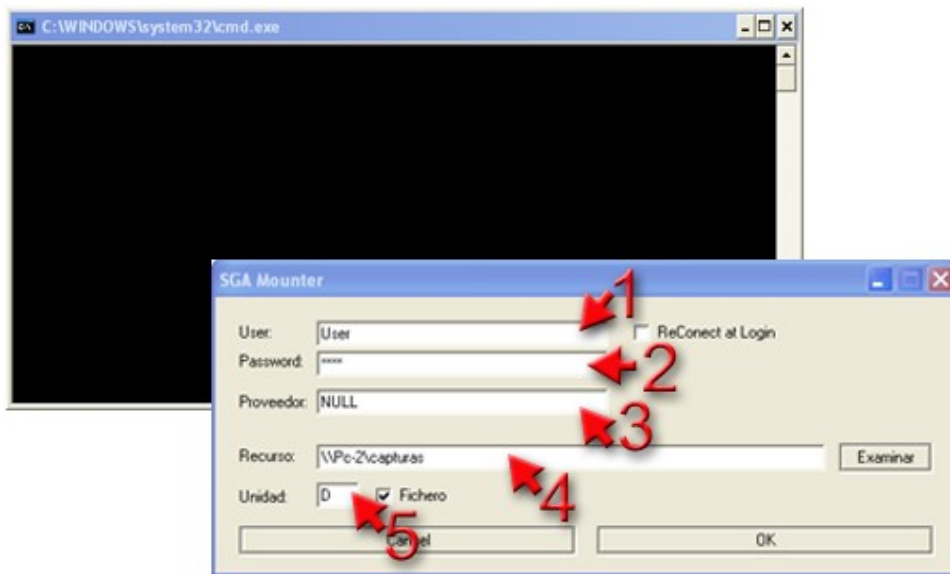 C:\WINDOWS\system32\cmd.exe
SGA Mounter
1
User: User ReConect at Login
Password: ****
2
Proveedor: NULL
3
Recurso: \\Pc-2\capturas Examinar
4
Unidad: D Fichero
5
Cancel OK